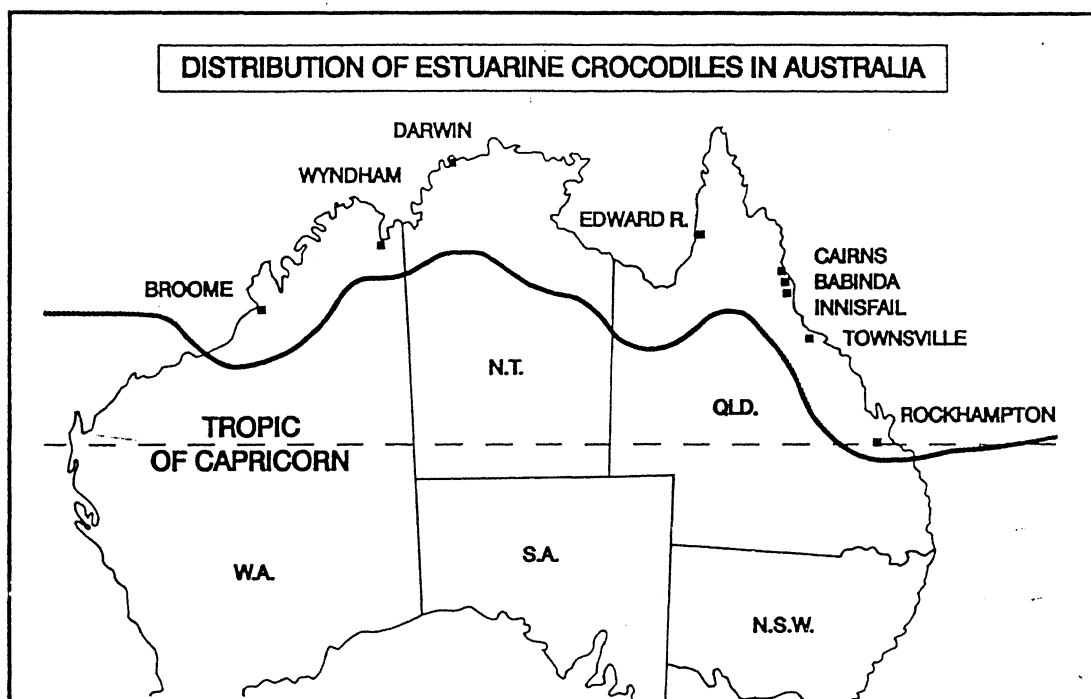 DISTRIBUTION OF ESTUARINE CROCODILES IN AUSTRALIA
DARWIN
WYNDHAM
EDWARD R.
CAIRNS
BABINDA
INNISFAIL
BROOME
TOWNSVILLE
N.T.
QLD.
ROCKHAMPTON
TROPIC
OF CAPRICORN
S.A.
W.A.
N.S.W.